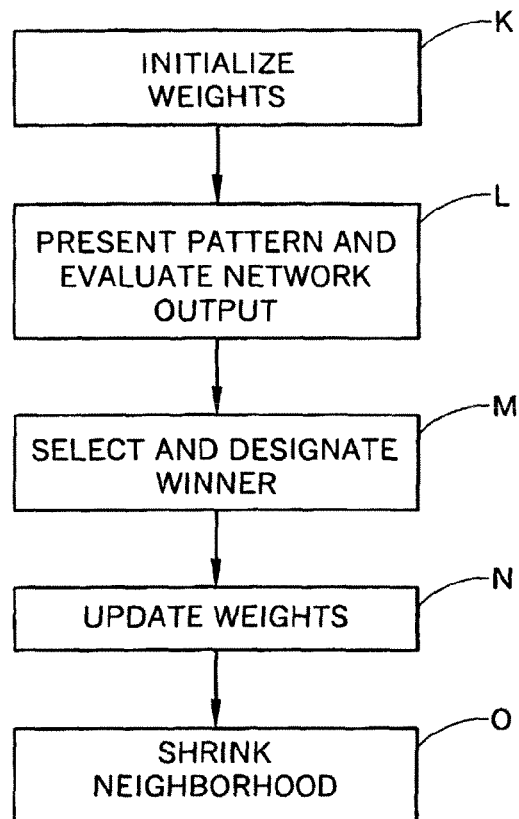 K
INITIALIZE
WEIGHTS
L
PRESENT PATTERN AND
EVALUATE NETWORK
OUTPUT
M
SELECT AND DESIGNATE
WINNER
N
UPDATE WEIGHTS
O
SHRINK
NEIGHBORHOOD